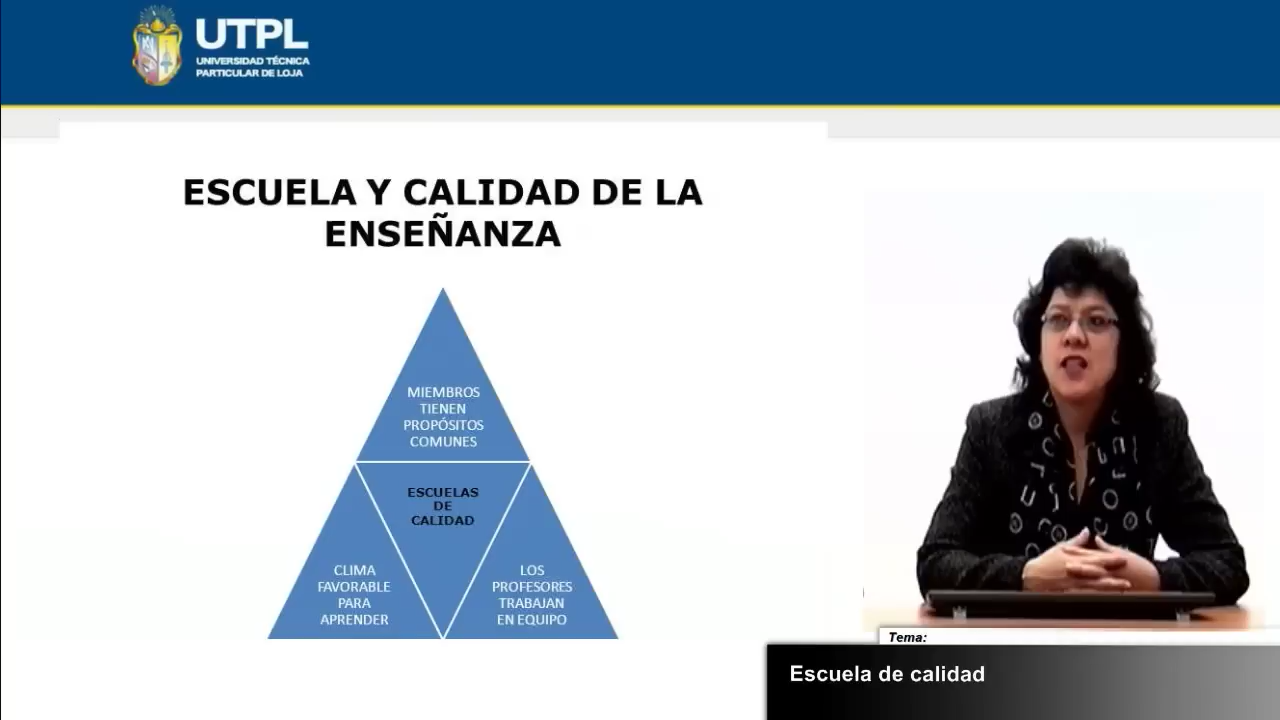 UTPL
UNIVERSIDAD TÉCNICA
PARTICULAR DE LOJA
ESCUELA Y CALIDAD DE LA
ENSEÑANZA
MIEMBROS
TIENEN
PROPÓSITOS
COMUNES
ESCUELAS
DE
CALIDAD
CLIMA
FAVORABLE
PARA
APRENDER
LOS
PROFESORES
TRABAJAN
EN EQUIPO
Tema:
Escuela de calidad